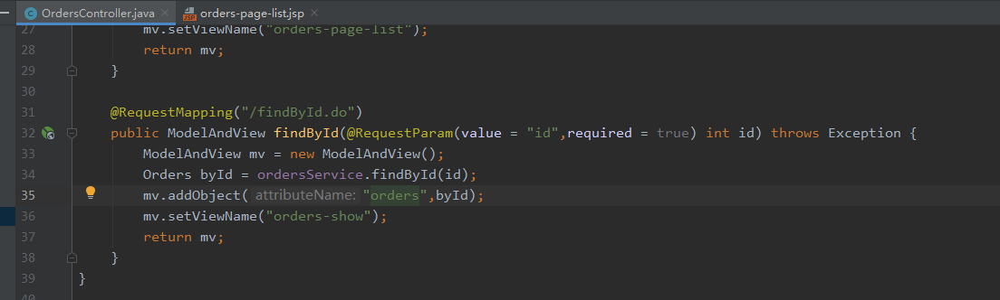 OrdersController.java × orders-page-list.jsp ×
27 mv.setViewName("orders-page-list");
28 return mv;
29 }
30
31 @RequestMapping("/findById.do")
32 public ModelAndView findById(@RequestParam(value = "id",required = true) int id) throws Exception {
33 ModelAndView mv = new ModelAndView();
34 Orders byId = ordersService.findById(id);
35 mv.addObject( attributeName: "orders",byId);
36 mv.setViewName("orders-show");
37 return mv;
38 }
39 }
40